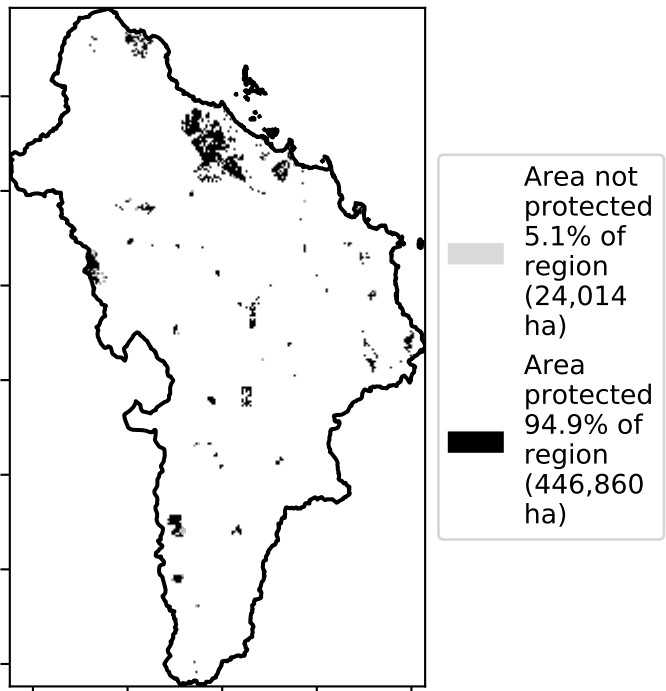 Area not
protected
5.1% of
region
(24,014
ha)
Area
protected
94.9% of
region
(446,860
ha)